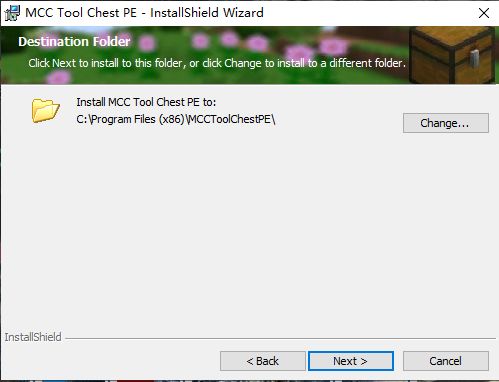 MCC Tool Chest PE - InstallShield Wizard
Destination Folder
Click Next to install to this folder, or click Change to install to a different folder.
Install MCC Tool Chest PE to:
C:\Program Files (x86)\MCCToolChestPE\
Change...
InstallShield
< Back
Next >
Cancel